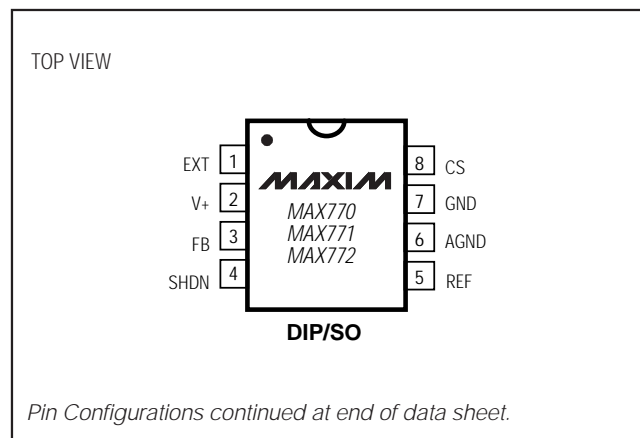 TOP VIEW
EXT 1
8 CS
MAXIM
V+ 2
7 GND
MAX770
FB 3
MAX771
6 AGND
MAX772
SHDN 4
5 REF
DIP/SO
Pin Configurations continued at end of data sheet.